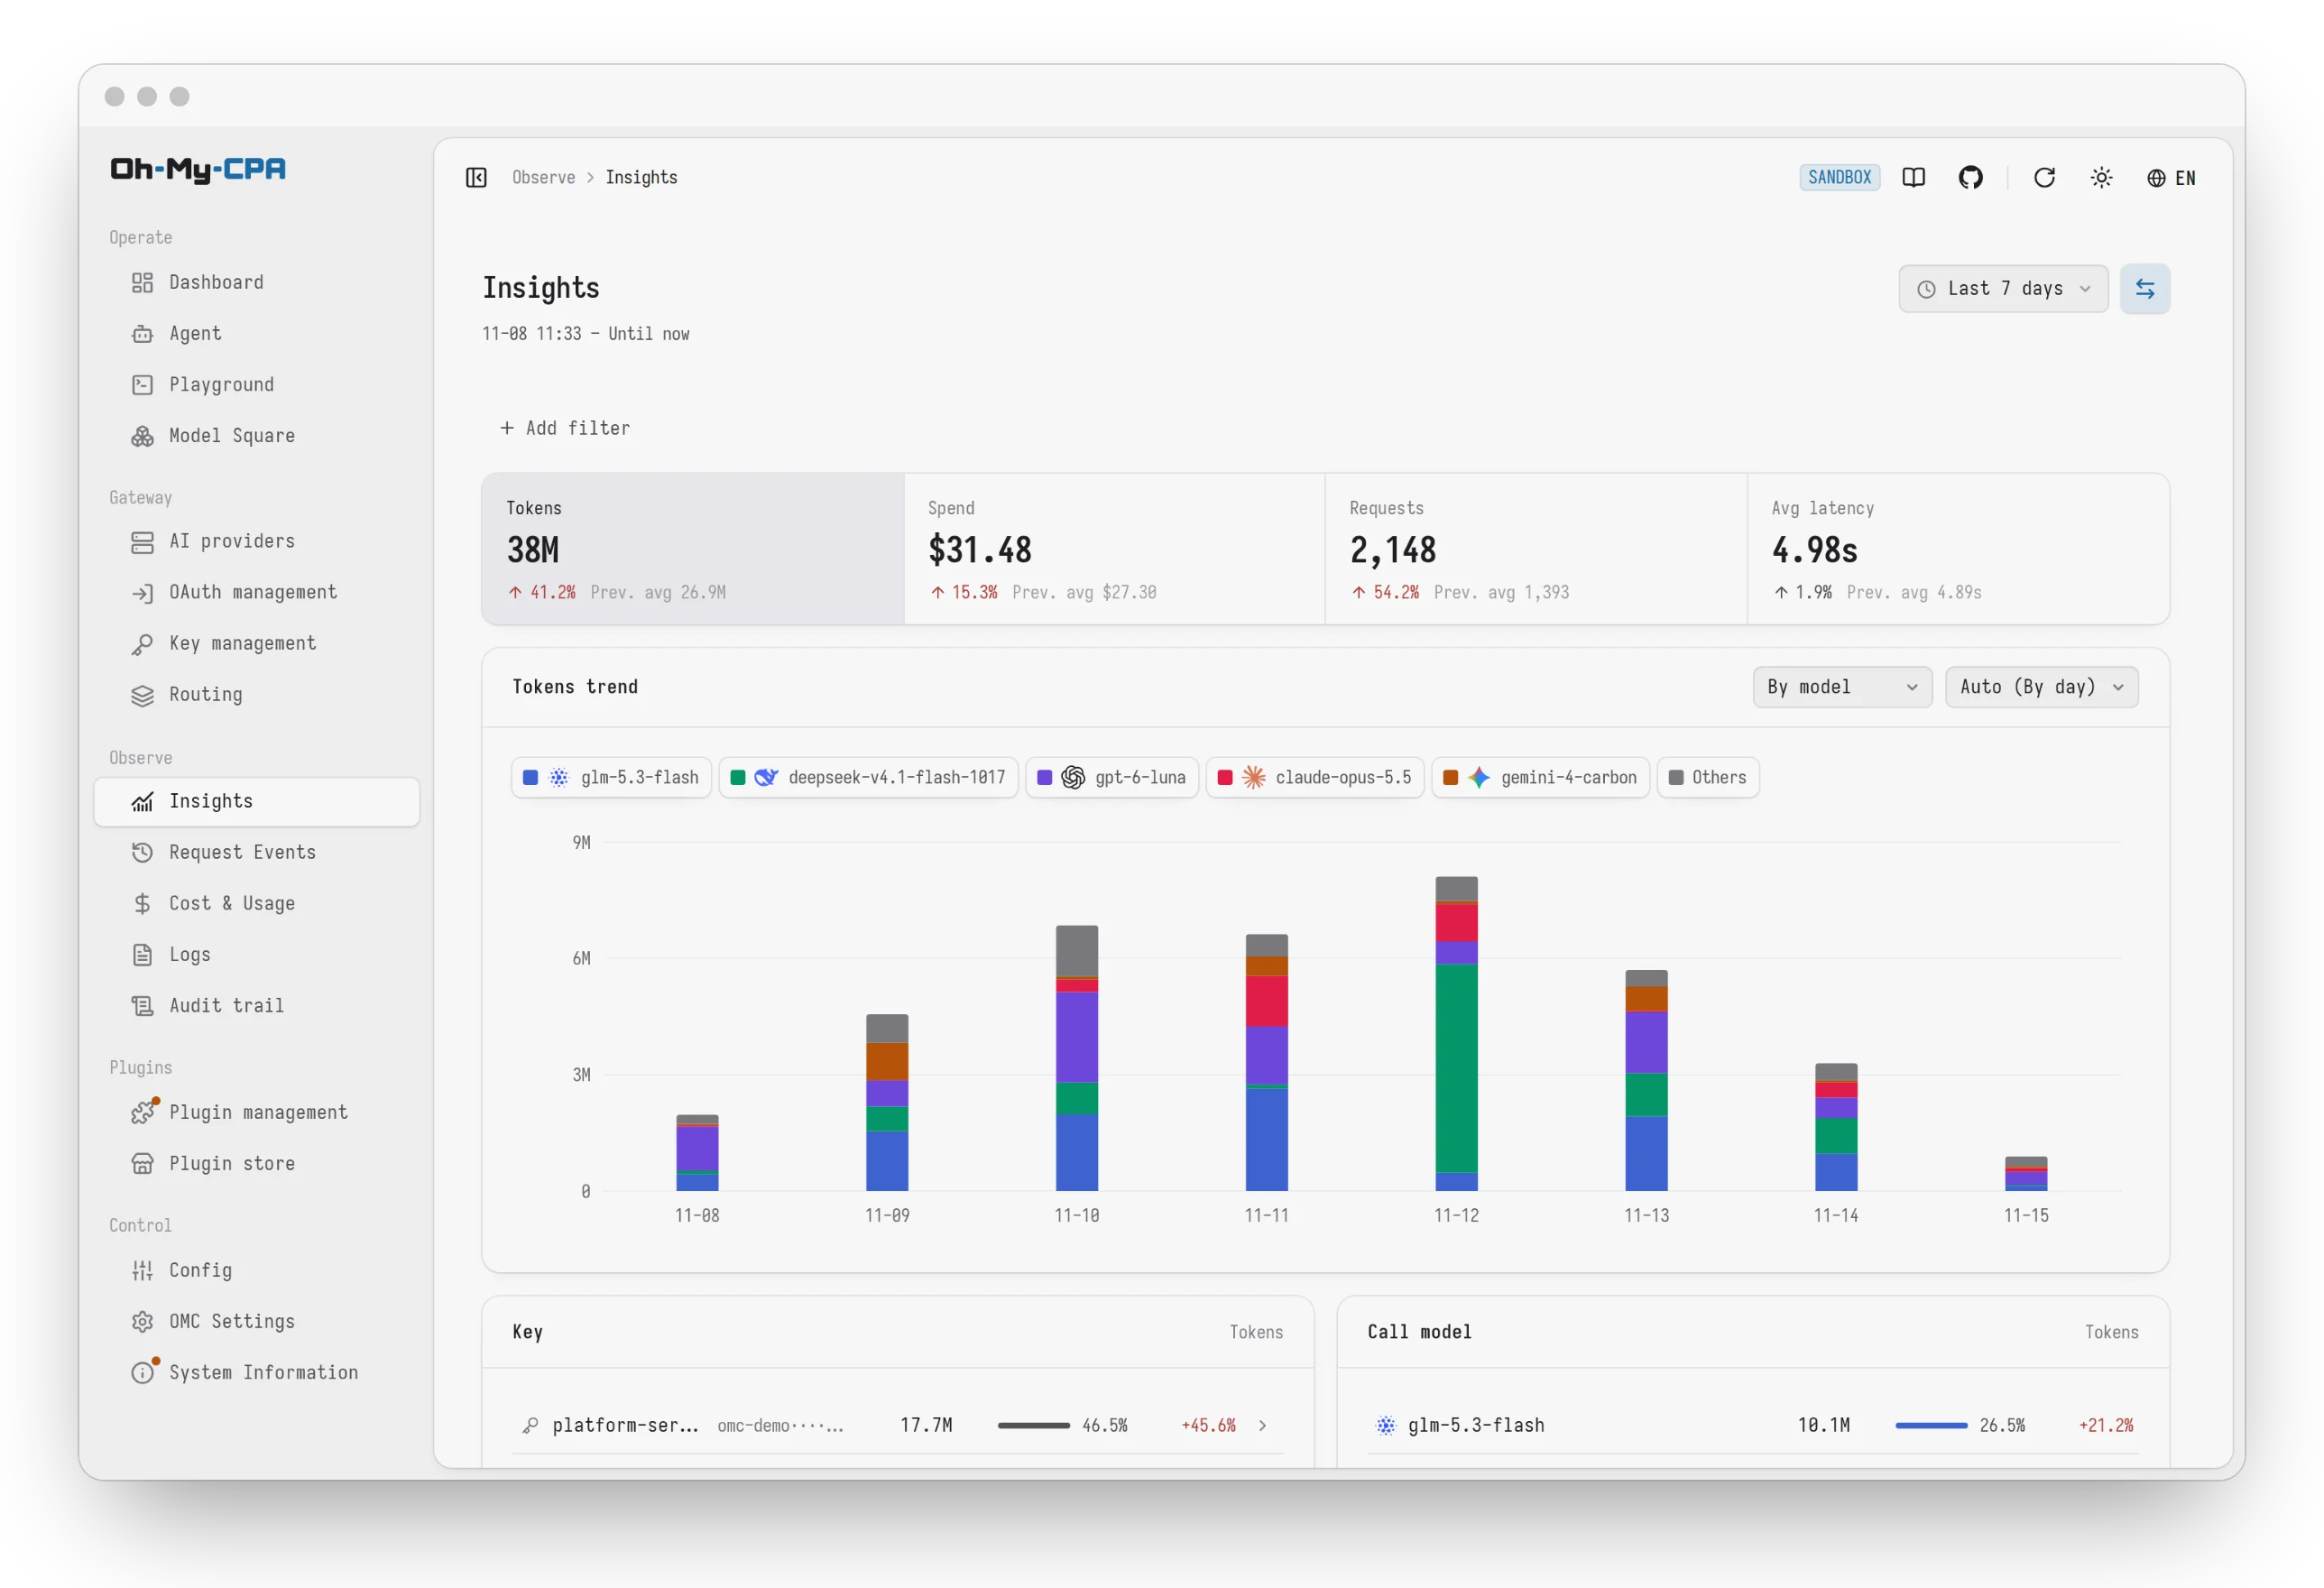 Oh-My-CPA
Operate
Dashboard
Agent
Playground
Model Square
Gateway
AI providers
OAuth management
Key management
Routing
Observe
Insights
Request Events
Cost & Usage
Logs
Audit trail
Plugins
Plugin management
Plugin store
Control
Config
OMC Settings
System Information
Observe > Insights
SANDBOX
EN
Insights
11-08 11:33 – Until now
Last 7 days
+ Add filter
Tokens
38M
↑ 41.2% Prev. avg 26.9M
Spend
$31.48
↑ 15.3% Prev. avg $27.30
Requests
2,148
↑ 54.2% Prev. avg 1,393
Avg latency
4.98s
↑ 1.9% Prev. avg 4.89s
Tokens trend
By model
Auto (By day)
glm-5.3-flash
deepseek-v4.1-flash-1017
gpt-6-luna
claude-opus-5.5
gemini-4-carbon
Others
9M
6M
3M
0
11-08 11-09 11-10 11-11 11-12 11-13 11-14 11-15
Key Tokens
platform-ser... omc-demo····... 17.7M 46.5% +45.6%
Call model Tokens
glm-5.3-flash 10.1M 26.5% +21.2%